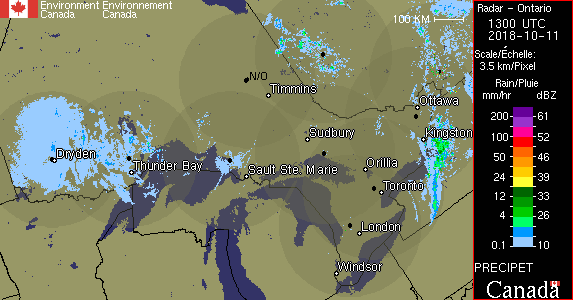 Environment Environnement
Canada Canada
Radar - Ontario
1300 UTC
2018-10-11
100 KM
Scale/Échelle:
3.5 km/Pixel
Rain/Pluie
mm/hr dBZ
N/O
Timmins
Ottawa
200 61
100 52
50 46
24 39
12 33
4 26
0.1 10
Sudbury
Kingston
Dryden
Thunder Bay
Sault Ste. Marie
Orillia
Toronto
London
Windsor
PRECIPET
Canada